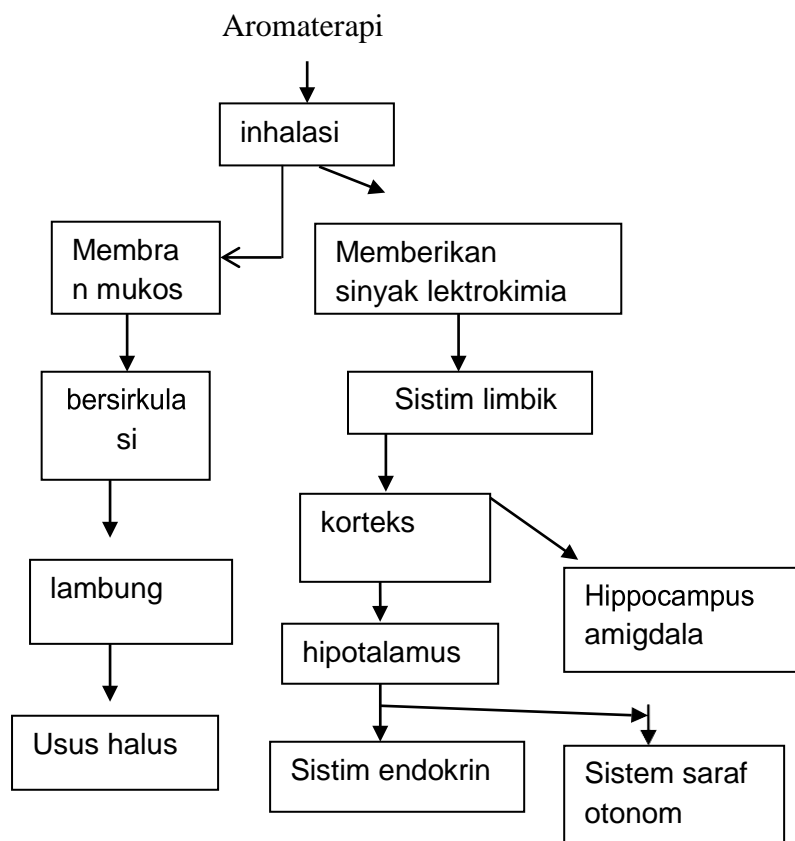 Aromaterapi
inhalasi
Membra
n mukos
Memberikan
sinyak lektrokimia
bersirkula
si
Sistim limbik
korteks
lambung
Hippocampus
amigdala
hipotalamus
Usus halus
Sistim endokrin
Sistem saraf
otonom